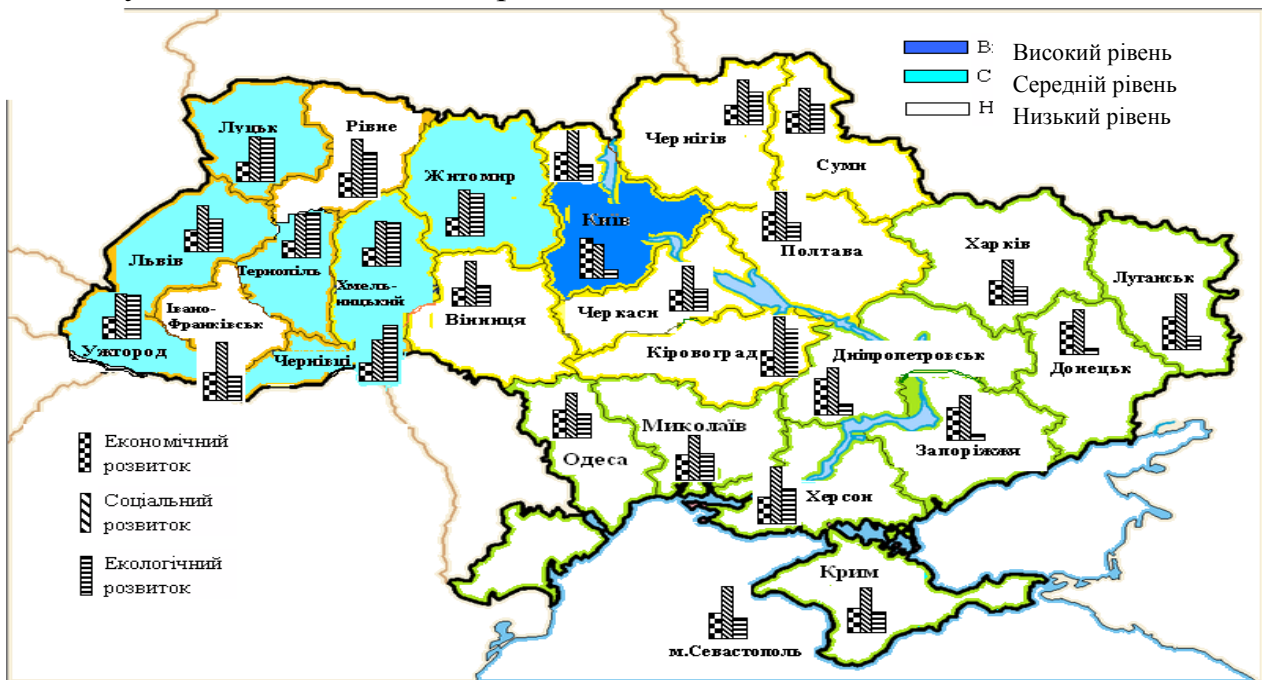 В: Високий рівень
С Середній рівень
Н Низький рівень
Луцьк
Рівне
Чернігів
Суми
Житомир
Київ
Полтава
Харків
Луганськ
Львів
Тернопіль
Хмель-
ницький
Вінниця
Черкаси
Івано-
Франківськ
Ужгород
Чернівці
Кіровоград
Дніпропетровськ
Донецьк
Миколаїв
Одеса
Запоріжжя
Херсон
Крим
м.Севастополь
Економічний
розвиток
Соціальний
розвиток
Екологічний
розвиток